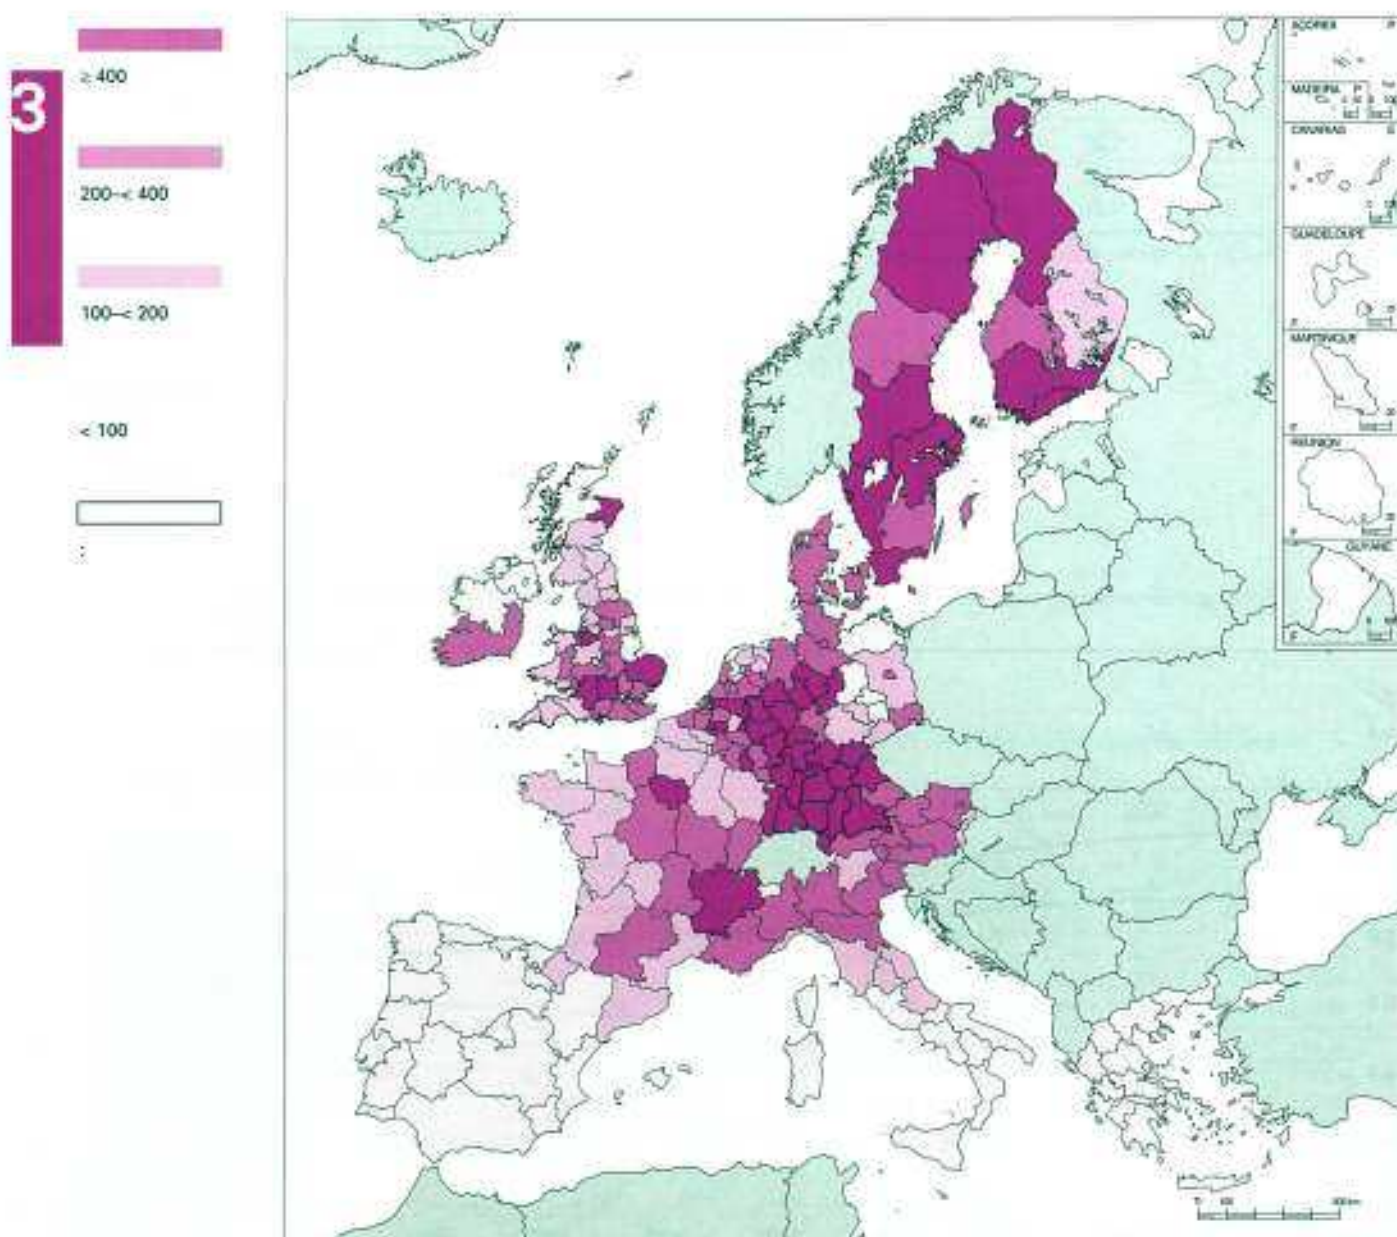 3
≥ 400
200–< 400
100–< 200
< 100
:
AÇORES P
MADEIRA P
CANARIAS E
GUADELOUPE
F
MARTINIQUE
F
RÉUNION
F
GUYANE
F